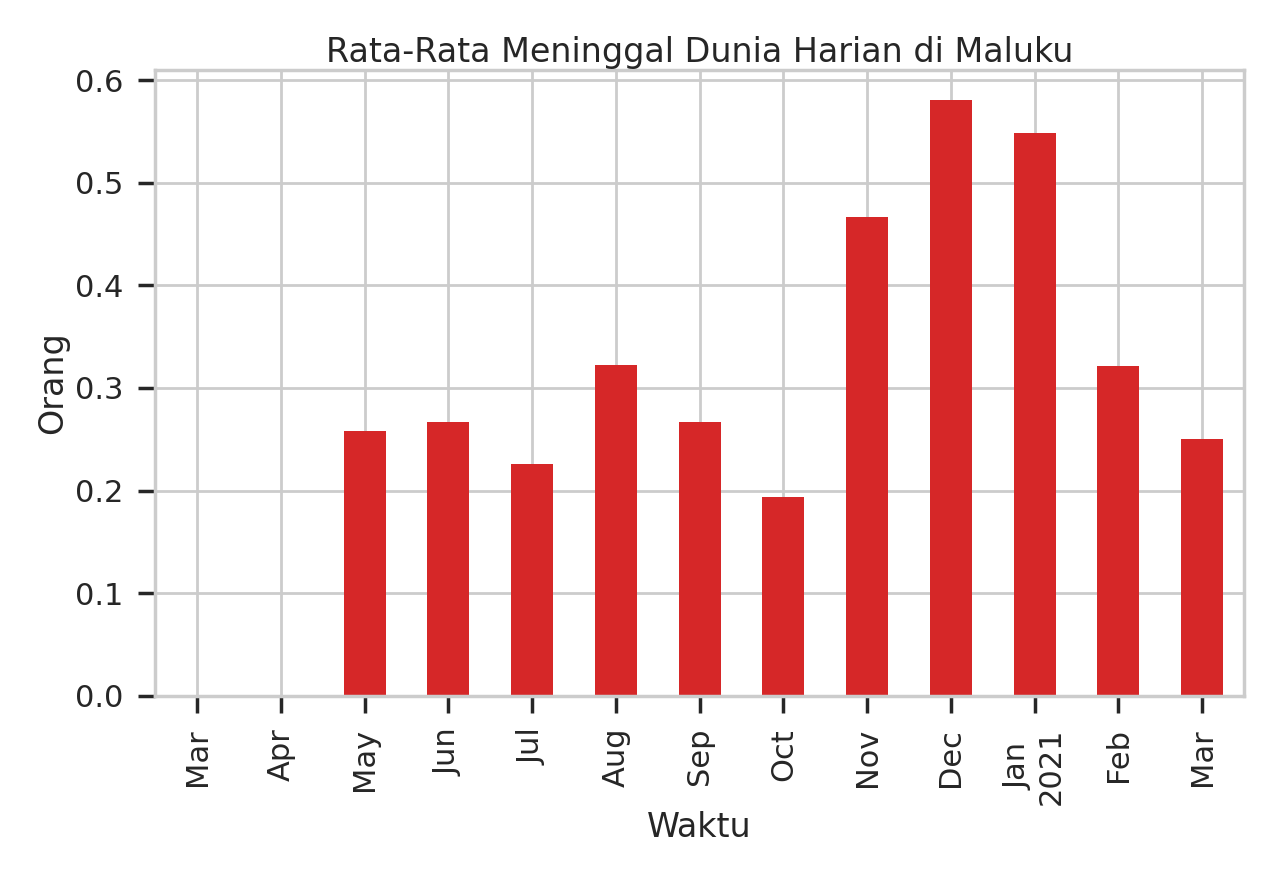 Rata-Rata Meninggal Dunia Harian di Maluku
0.6
0.5
0.4
0.3
0.2
0.1
0.0
Orang
Mar
Apr
May
Jun
Jul
Aug
Sep
Oct
Nov
Dec
Jan
2021
Feb
Mar
Waktu